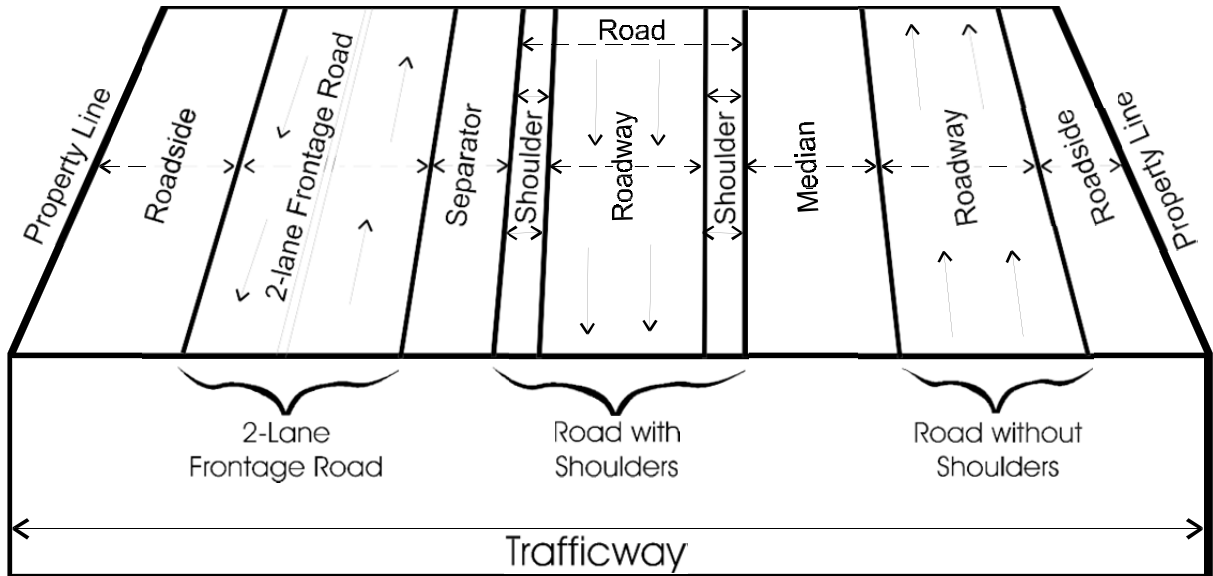 Road
Property Line
Roadside
2-lane Frontage Road
Separator
Shoulder
Roadway
Shoulder
Median
Roadway
Roadside
Property Line
2-Lane
Frontage Road
Road with
Shoulders
Road without
Shoulders
Trafficway